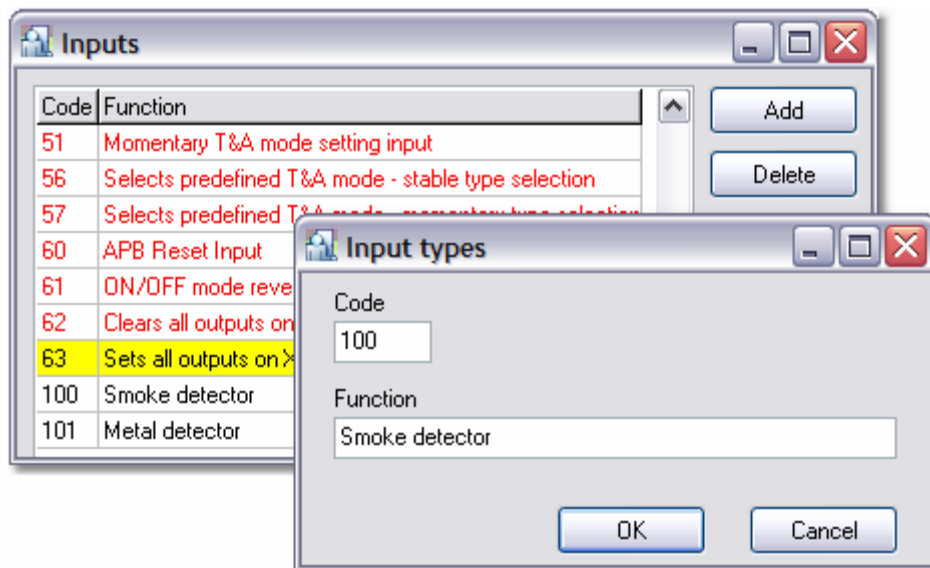 Inputs
Code Function
Add
51 Momentary T&A mode setting input
56 Selects predefined T&A mode - stable type selection
Delete
57 Selects predefined T&A mode - momentary type selection
60 APB Reset Input
61 ON/OFF mode reve
62 Clears all outputs on
63 Sets all outputs on X
100 Smoke detector
101 Metal detector
Input types
Code
100
Function
Smoke detector
OK Cancel